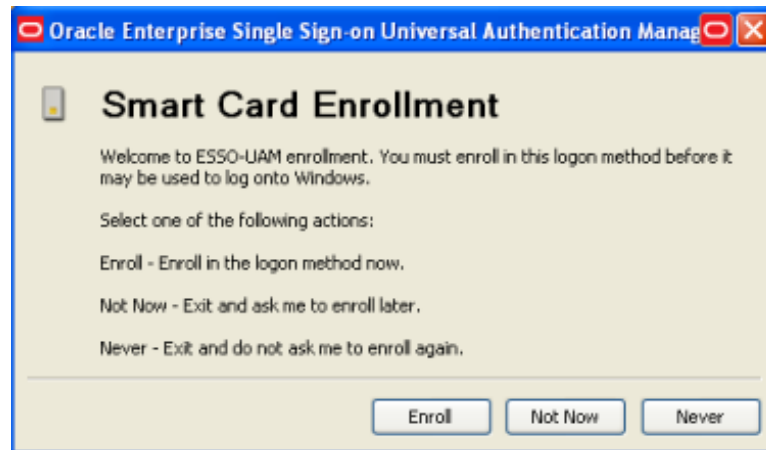 Oracle Enterprise Single Sign-on Universal Authentication Manag
Smart Card Enrollment
Welcome to ESSO-UAM enrollment. You must enroll in this logon method before it
may be used to log onto Windows.
Select one of the following actions:
Enroll - Enroll in the logon method now.
Not Now - Exit and ask me to enroll later.
Never - Exit and do not ask me to enroll again.
Enroll Not Now Never